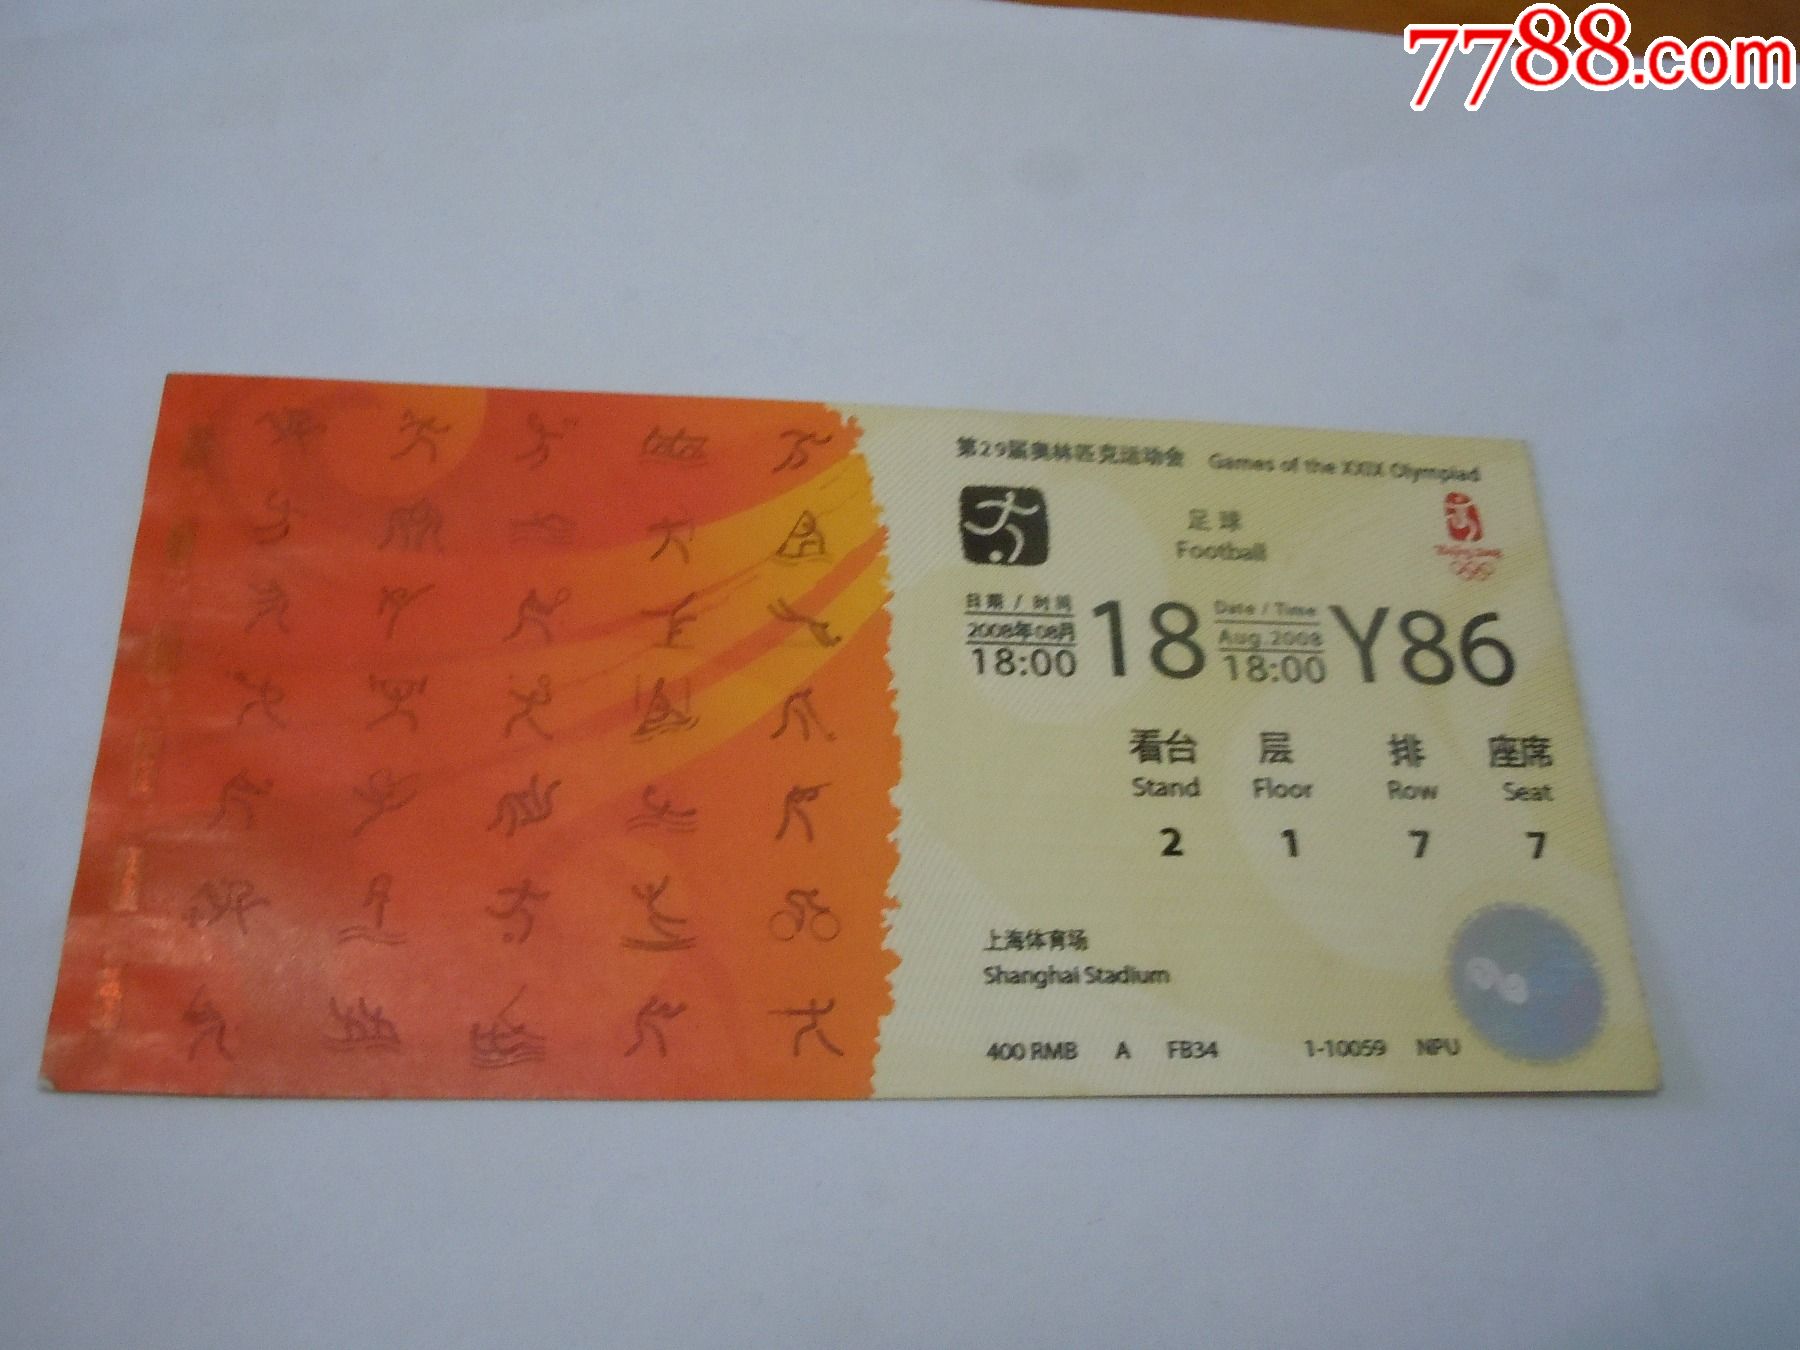 7788.com
第29届奥林匹克运动会 Games of the XXIX Olympiad
足球
Football
Beijing 2008
日期 / 时间
2008年08月
18:00
18
Date / Time
Aug.2008
18:00
Y86
看台 层 排 座席
Stand Floor Row Seat
2 1 7 7
上海体育场
Shanghai Stadium
400 RMB A FB34 1-10059 NPU